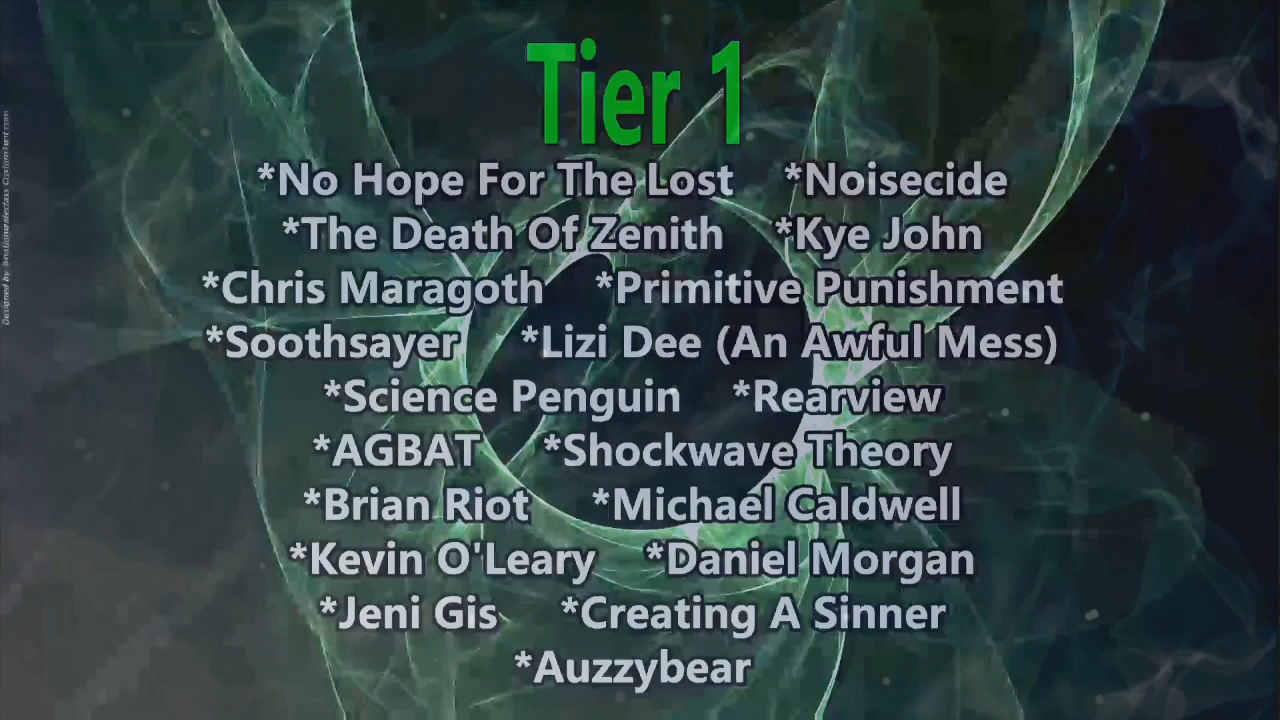 Tier 1
*No Hope For The Lost *Noisecide
*The Death Of Zenith *Kye John
*Chris Maragoth *Primitive Punishment
*Soothsayer *Lizi Dee (An Awful Mess)
*Science Penguin *Rearview
*AGBAT *Shockwave Theory
*Brian Riot *Michael Caldwell
*Kevin O'Leary *Daniel Morgan
*Jeni Gis *Creating A Sinner
*Auzzybear
Designed by